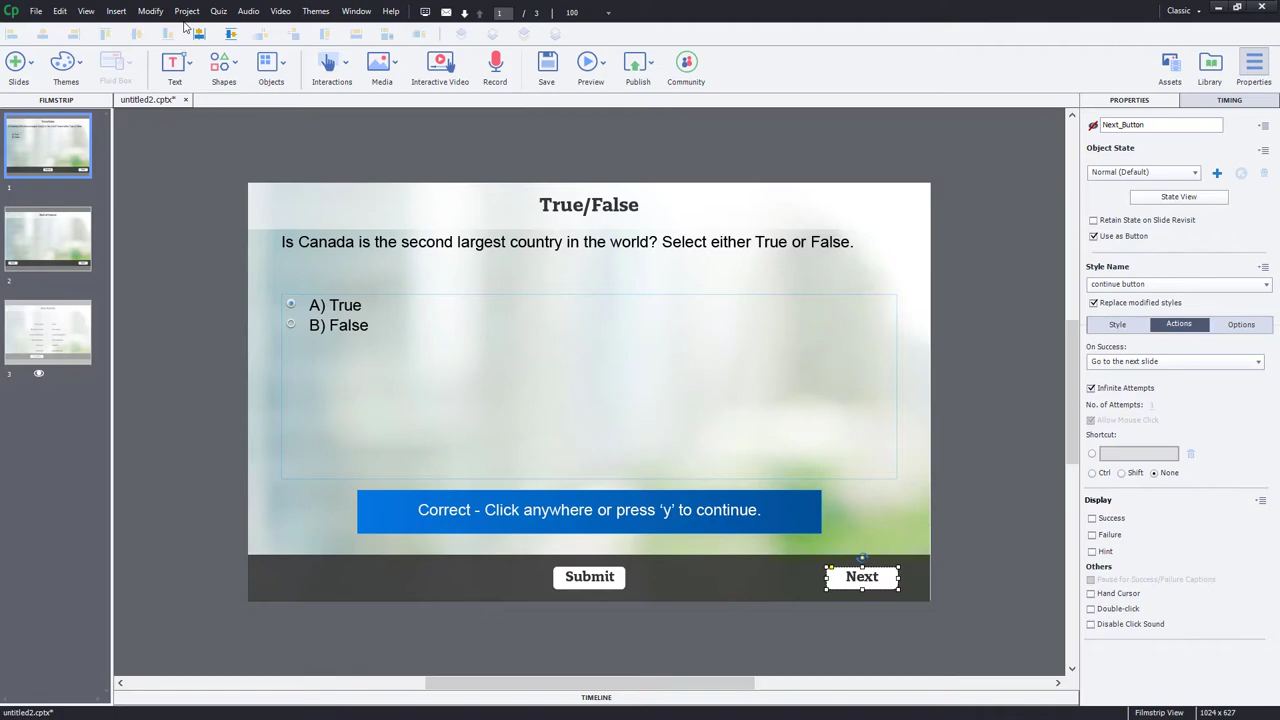 Cp File Edit View Insert Modify Project Quiz Audio Video Themes Window Help 1 / 3 100 Classic
Slides Themes Fluid Box Text Shapes Objects Interactions Media Interactive Video Record Save Preview Publish Community Assets Library Properties
FILMSTRIP untitled2.cptx* × PROPERTIES TIMING
1
2
3
True/False
Is Canada is the second largest country in the world? Select either True or False.
A) True
B) False
Correct - Click anywhere or press ‘y’ to continue.
Submit Next
Next_Button
Object State
Normal (Default)
State View
Retain State on Slide Revisit
Use as Button
Style Name
continue button
Replace modified styles
Style Actions Options
On Success:
Go to the next slide
Infinite Attempts
No. of Attempts: 1
Allow Mouse Click
Shortcut:
Ctrl Shift None
Display
Success
Failure
Hint
Others
Pause for Success/Failure Captions
Hand Cursor
Double-click
Disable Click Sound
TIMELINE
untitled2.cptx* Filmstrip View 1024 x 627